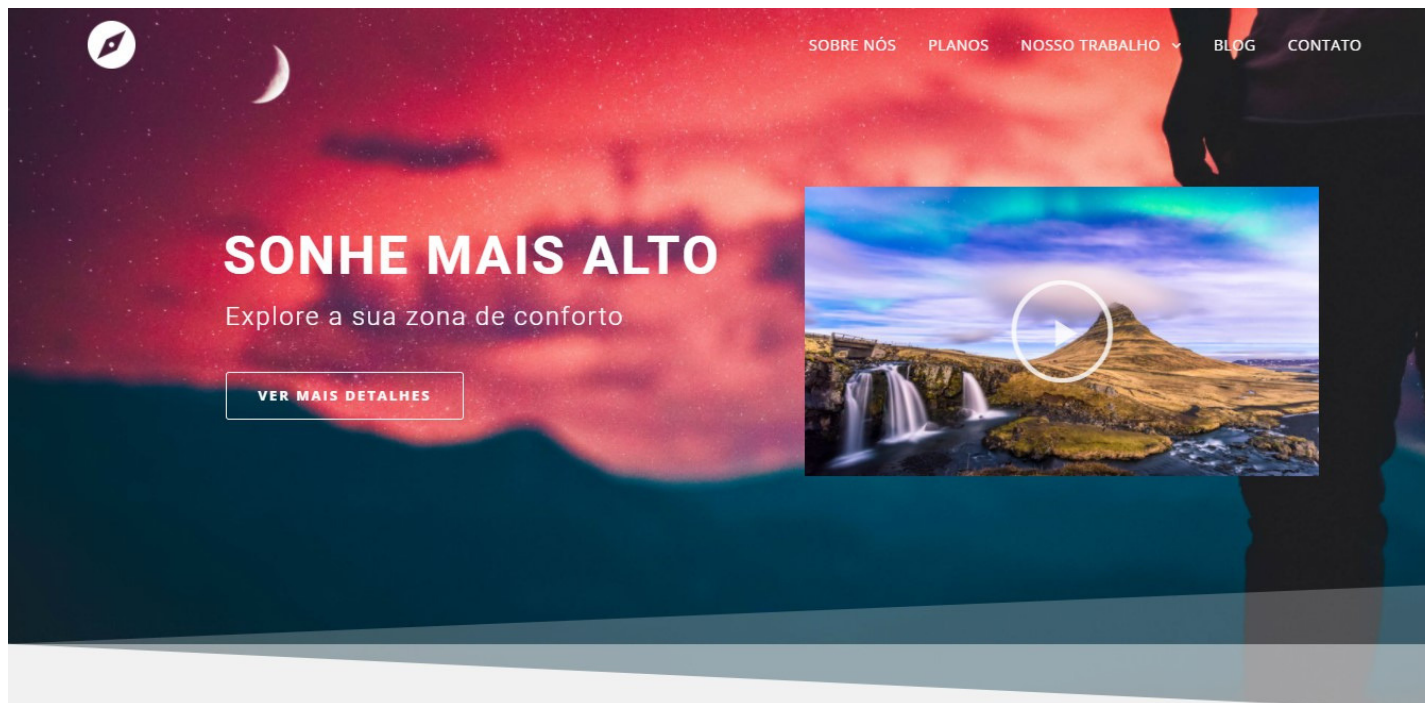 SOBRE NÓS PLANOS NOSSO TRABALHO BLOG CONTATO
SONHE MAIS ALTO
Explore a sua zona de conforto
VER MAIS DETALHES